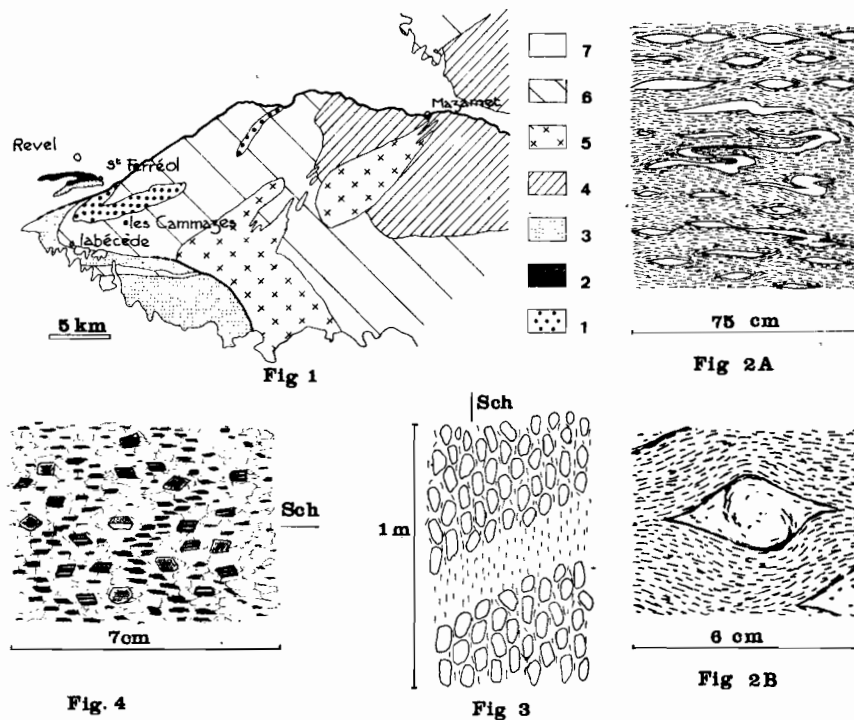 Revel
St Ferréol
les Cammazes
labécède
Mazamet
5 km
Fig 1
7
6
5
4
3
2
1
75 cm
Fig 2A
Sch
7cm
Fig. 4
Sch
1 m
Fig 3
6 cm
Fig 2B